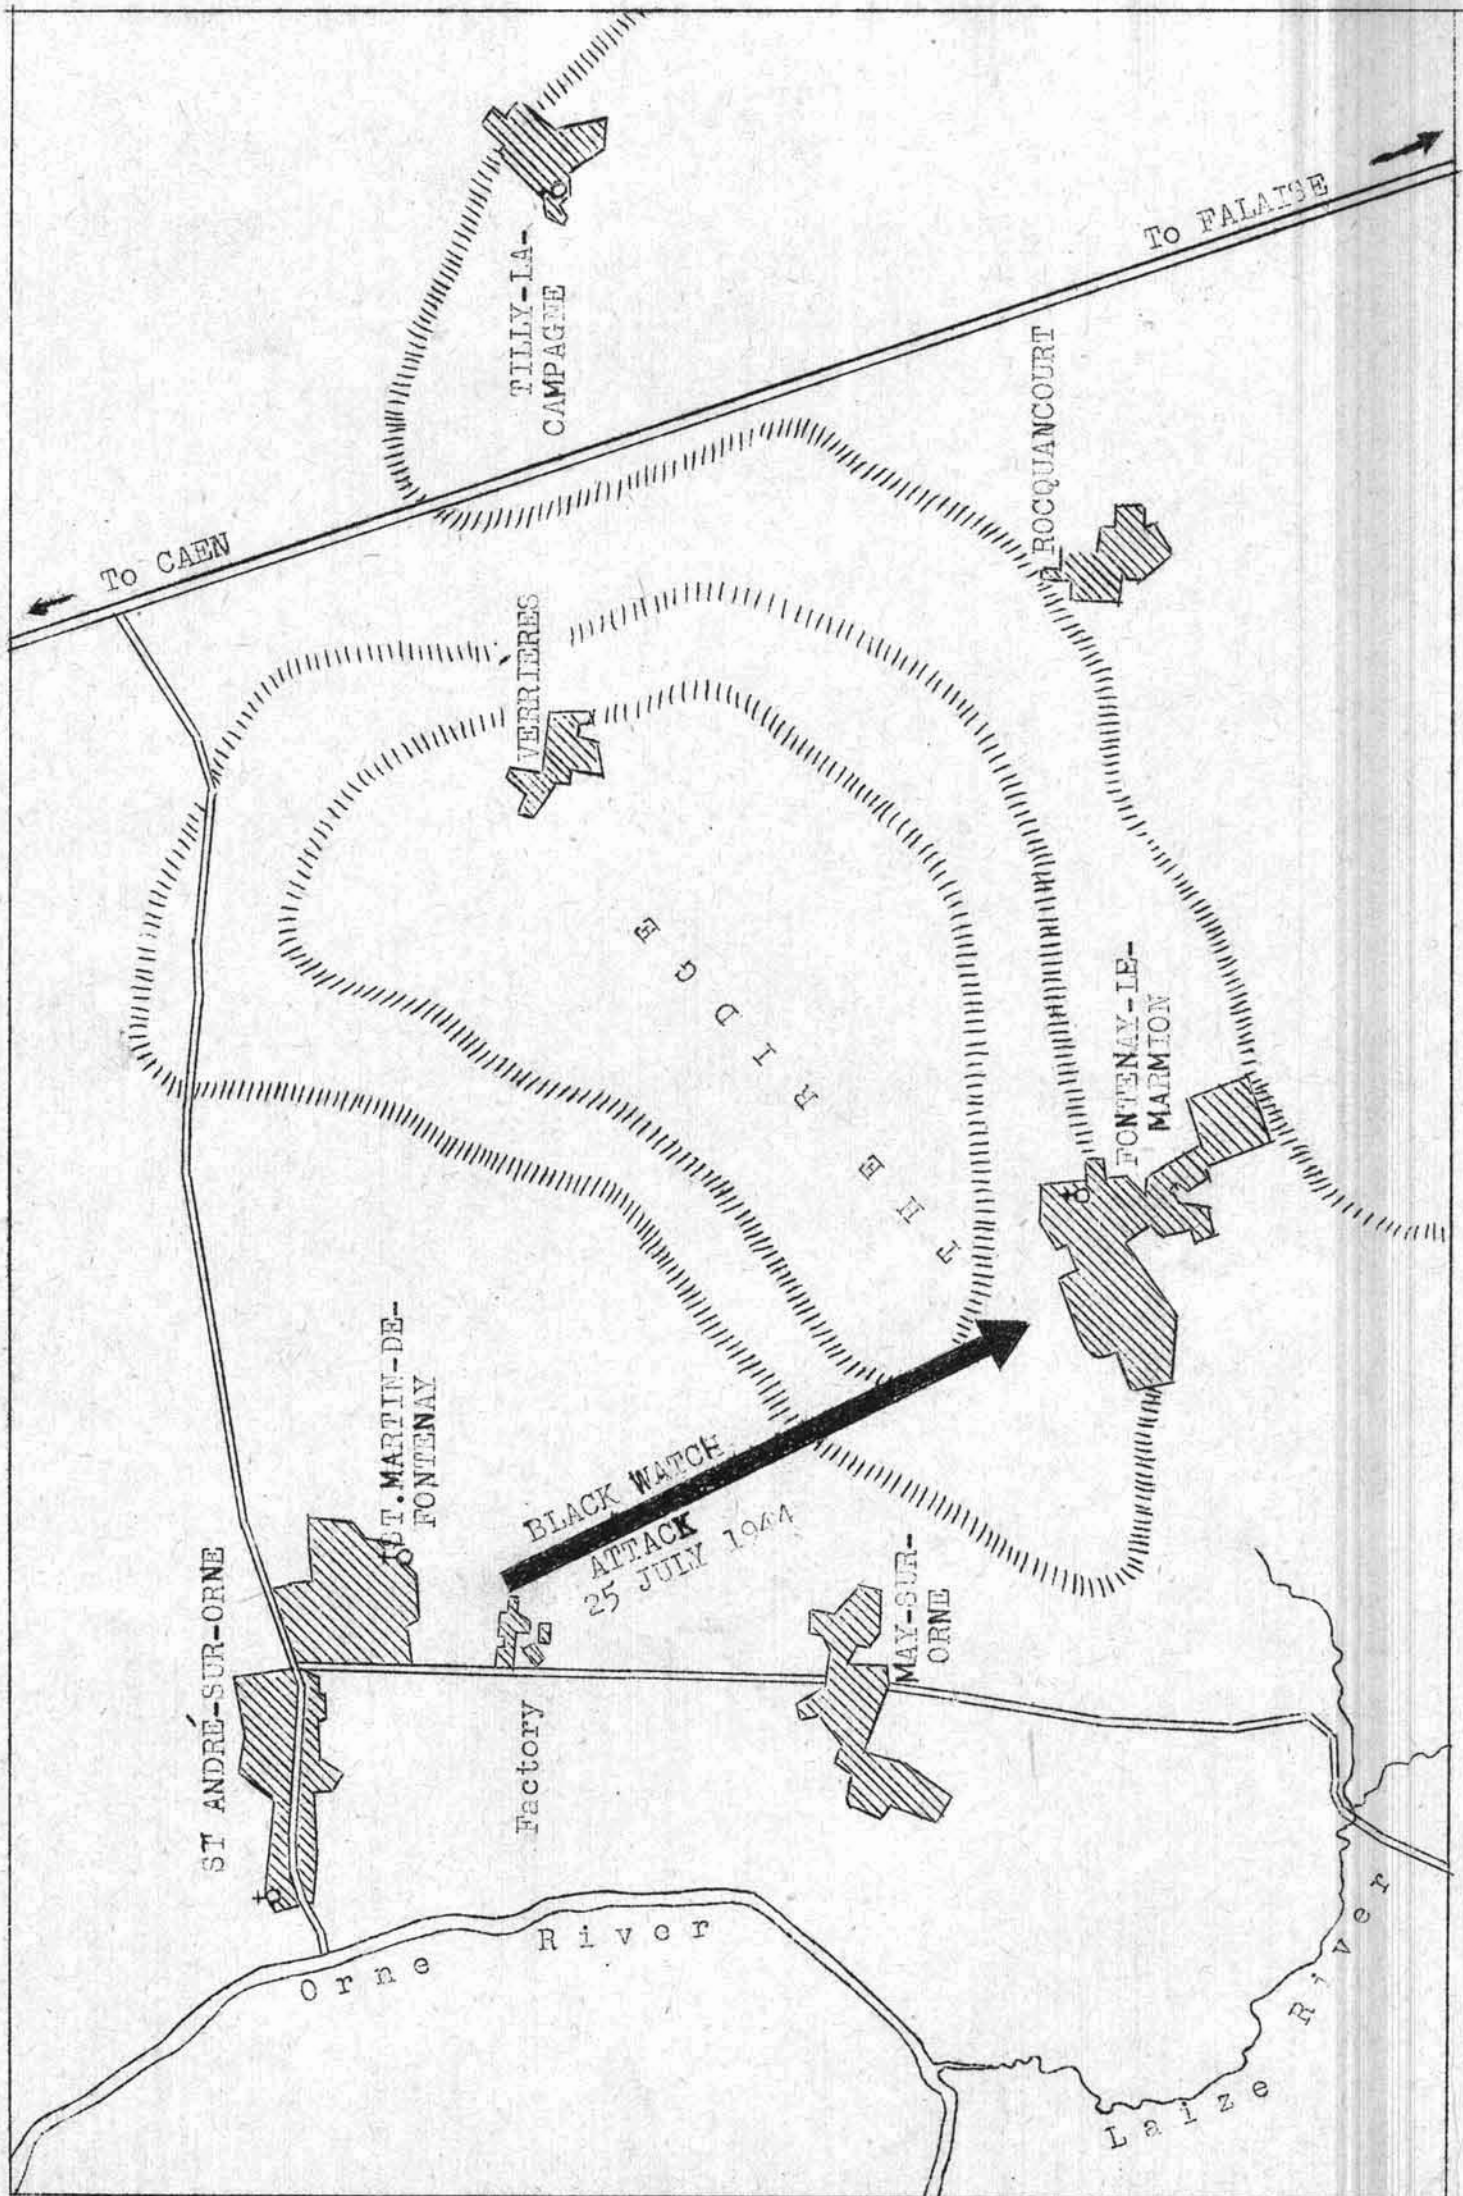 To CAEN
To FALAISE
TILLY-LA-
CAMPAGNE
VERRIERES
ROCQUANCOURT
THE RIDGE
FONTENAY-LE-
MARMION
ST.MARTIN-DE-
FONTENAY
ST ANDRÉ-SUR-ORNE
BLACK WATCH
ATTACK
25 JULY 1944
Factory
MAY-SUR-
ORNE
Orne River
Laize River